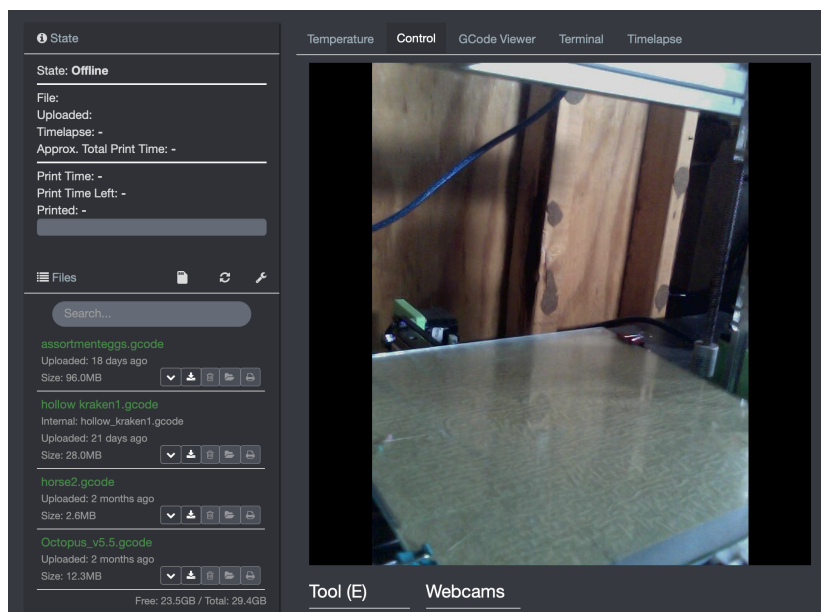 State
State: Offline
File:
Uploaded:
Timelapse: -
Approx. Total Print Time: -
Print Time: -
Print Time Left: -
Printed: -
Files
Search...
assortmenteggs.gcode
Uploaded: 18 days ago
Size: 96.0MB
hollow kraken1.gcode
Internal: hollow_kraken1.gcode
Uploaded: 21 days ago
Size: 28.0MB
horse2.gcode
Uploaded: 2 months ago
Size: 2.6MB
Octopus_v5.5.gcode
Uploaded: 2 months ago
Size: 12.3MB
Free: 23.5GB / Total: 29.4GB
Temperature Control GCode Viewer Terminal Timelapse
Tool (E) Webcams